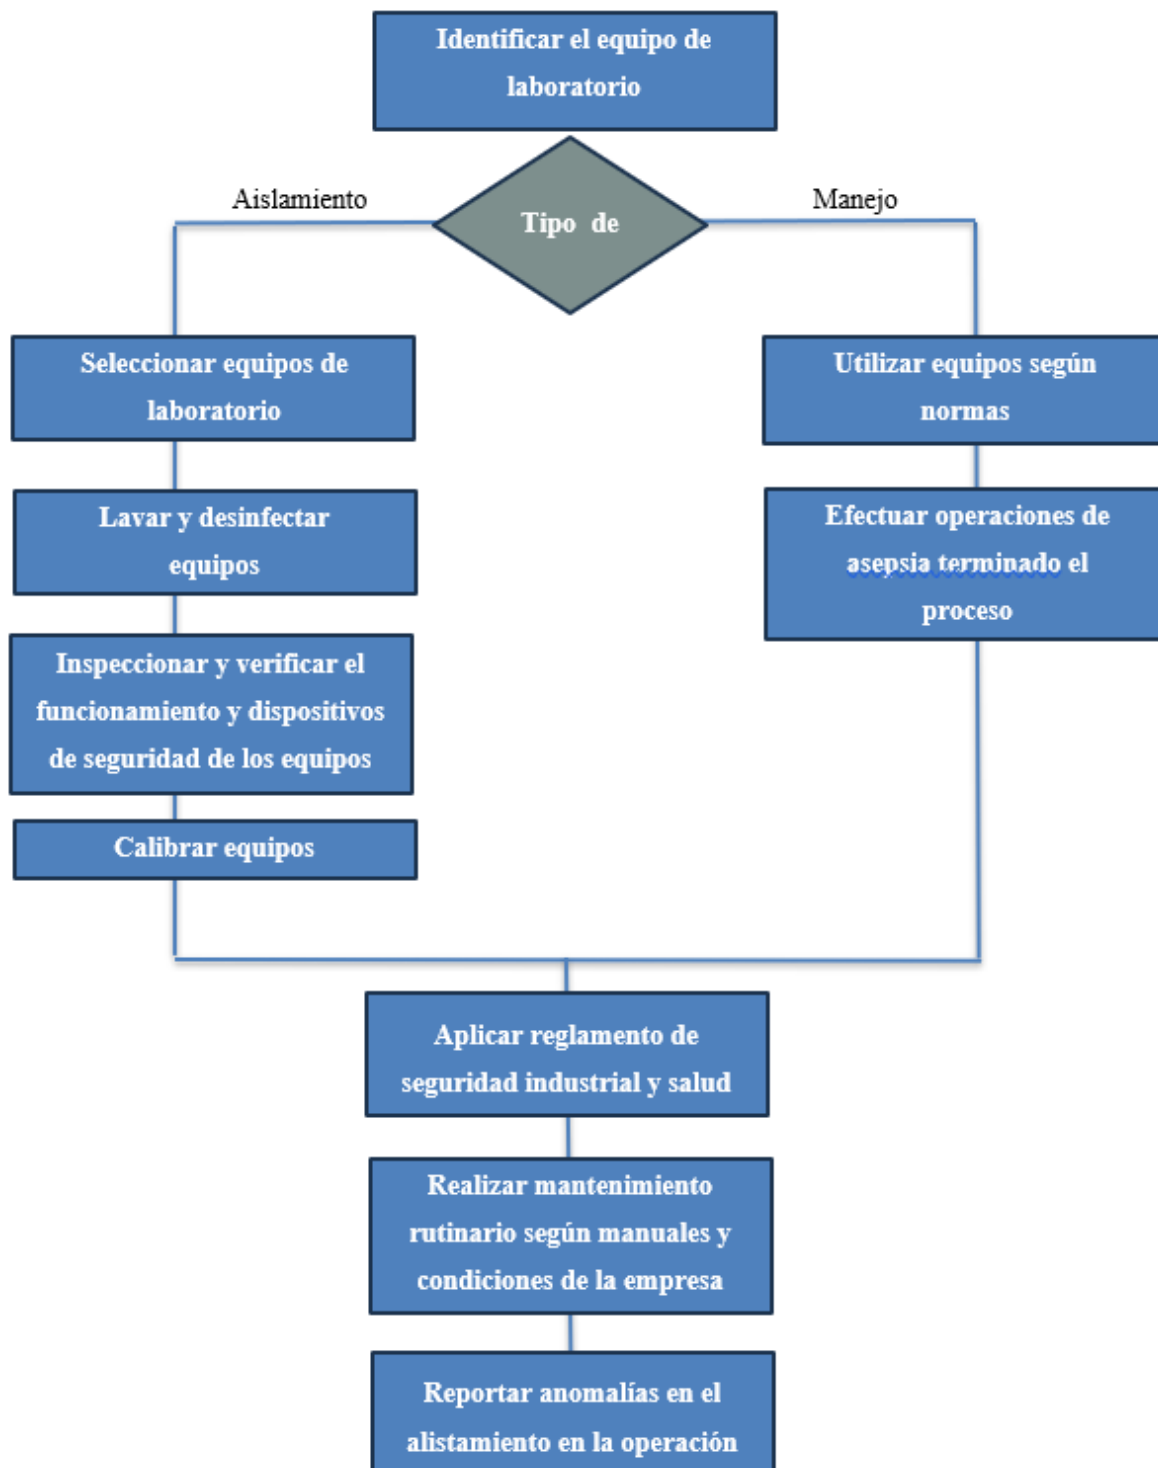 Identificar el equipo de
laboratorio
Aislamiento
Tipo de
Manejo
Seleccionar equipos de
laboratorio
Lavar y desinfectar
equipos
Inspeccionar y verificar el
funcionamiento y dispositivos
de seguridad de los equipos
Calibrar equipos
Utilizar equipos según
normas
Efectuar operaciones de
asepsia terminado el
proceso
Aplicar reglamento de
seguridad industrial y salud
Realizar mantenimiento
rutinario según manuales y
condiciones de la empresa
Reportar anomalías en el
alistamiento en la operación